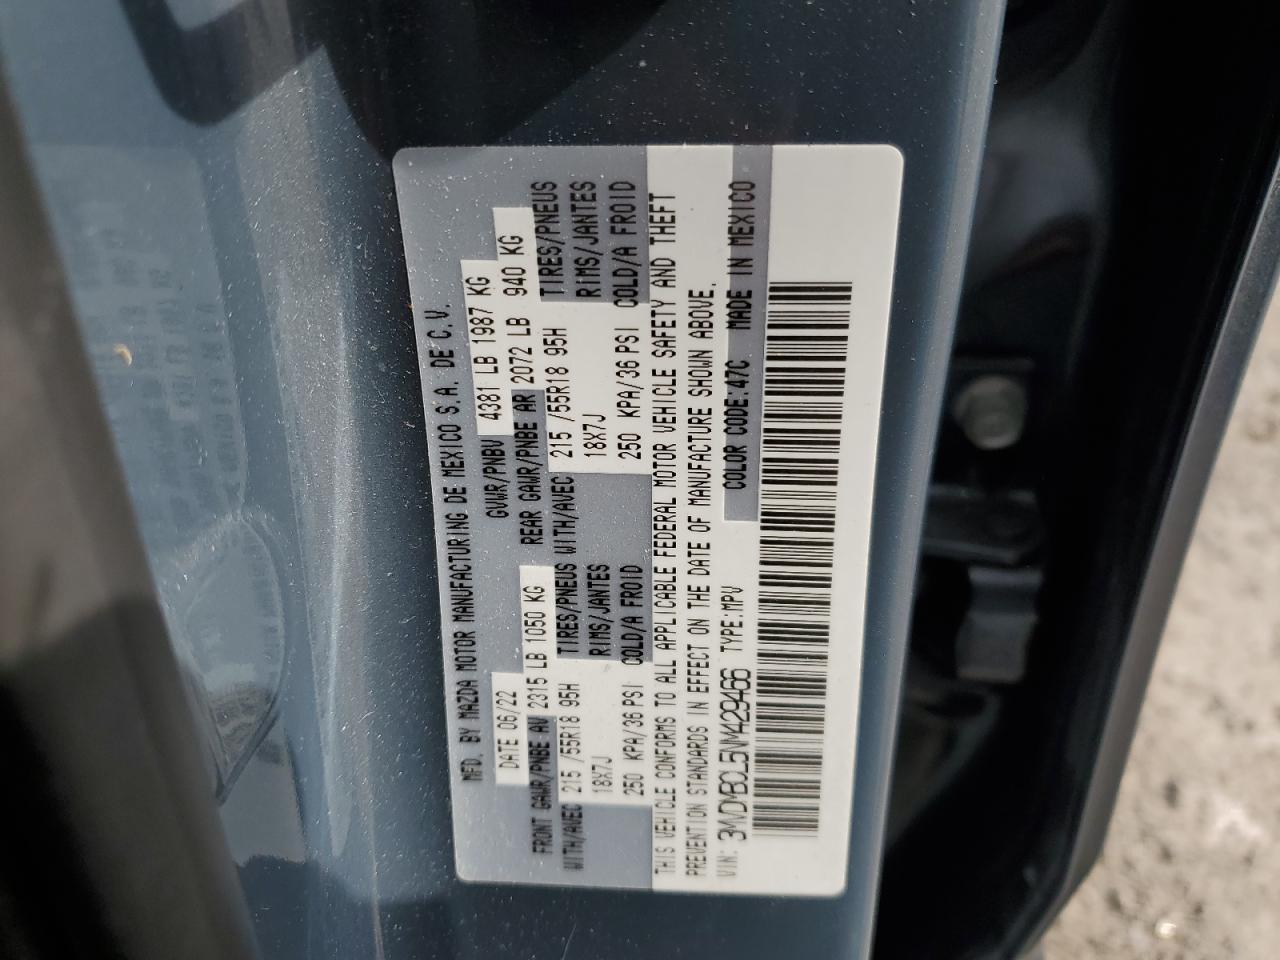 MFD. BY MAZDA MOTOR MANUFACTURING DE MEXICO S.A. DE C.V.
DATE 06/22 GVWR/PNBV 4381 LB 1987 KG
FRONT GAWR/PNBE AV 2315 LB 1050 KG REAR GAWR/PNBE AR 2072 LB 940 KG
WITH/AVEC 215 /55R18 95H TIRES/PNEUS WITH/AVEC 215 /55R18 95H TIRES/PNEUS
18X7J RIMS/JANTES 18X7J RIMS/JANTES
250 KPA/36 PSI COLD/A FROID 250 KPA/36 PSI COLD/A FROID
THIS VEHICLE CONFORMS TO ALL APPLICABLE FEDERAL MOTOR VEHICLE SAFETY AND THEFT
PREVENTION STANDARDS IN EFFECT ON THE DATE OF MANUFACTURE SHOWN ABOVE.
VIN: 3MVDMBCL5NM429466 TYPE:MPV COLOR CODE:47C MADE IN MEXICO